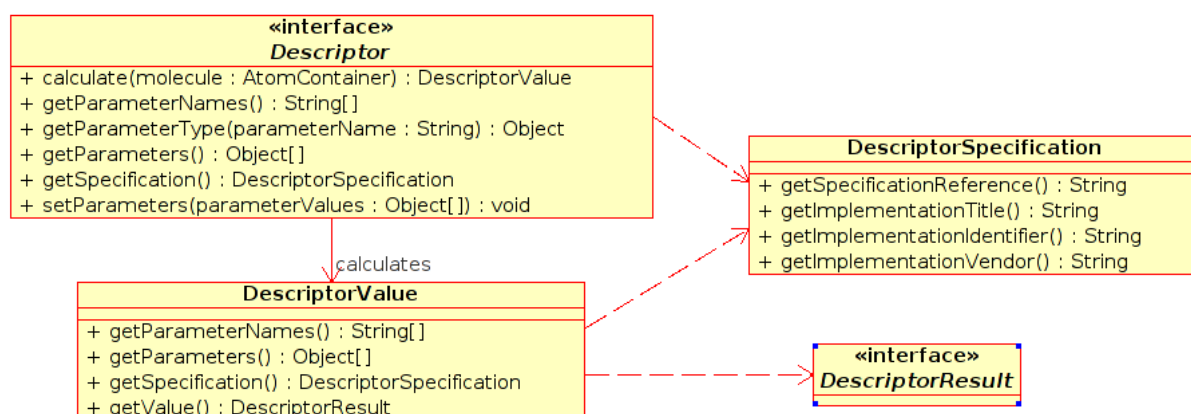 «interface»
Descriptor
+ calculate(molecule : AtomContainer) : DescriptorValue
+ getParameterNames() : String[]
+ getParameterType(parameterName : String) : Object
+ getParameters() : Object[]
+ getSpecification() : DescriptorSpecification
+ setParameters(parameterValues : Object[]) : void
DescriptorSpecification
+ getSpecificationReference() : String
+ getImplementationTitle() : String
+ getImplementationIdentifier() : String
+ getImplementationVendor() : String
calculates
DescriptorValue
+ getParameterNames() : String[]
+ getParameters() : Object[]
+ getSpecification() : DescriptorSpecification
+ getValue() : DescriptorResult
«interface»
DescriptorResult